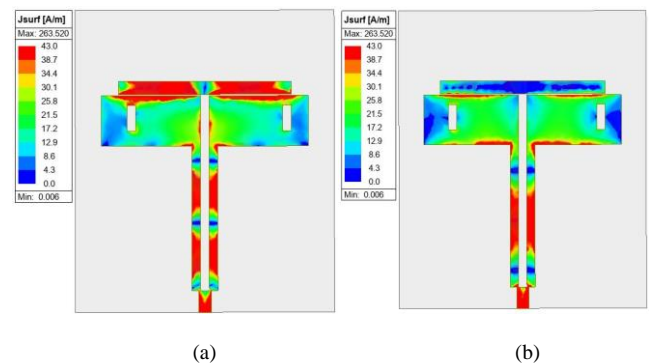 Jsurf [A/m]
Max: 263.520
43.0
38.7
34.4
30.1
25.8
21.5
17.2
12.9
8.6
4.3
0.0
Min: 0.006
(a)
Jsurf [A/m]
Max: 263.520
43.0
38.7
34.4
30.1
25.8
21.5
17.2
12.9
8.6
4.3
0.0
Min: 0.006
(b)